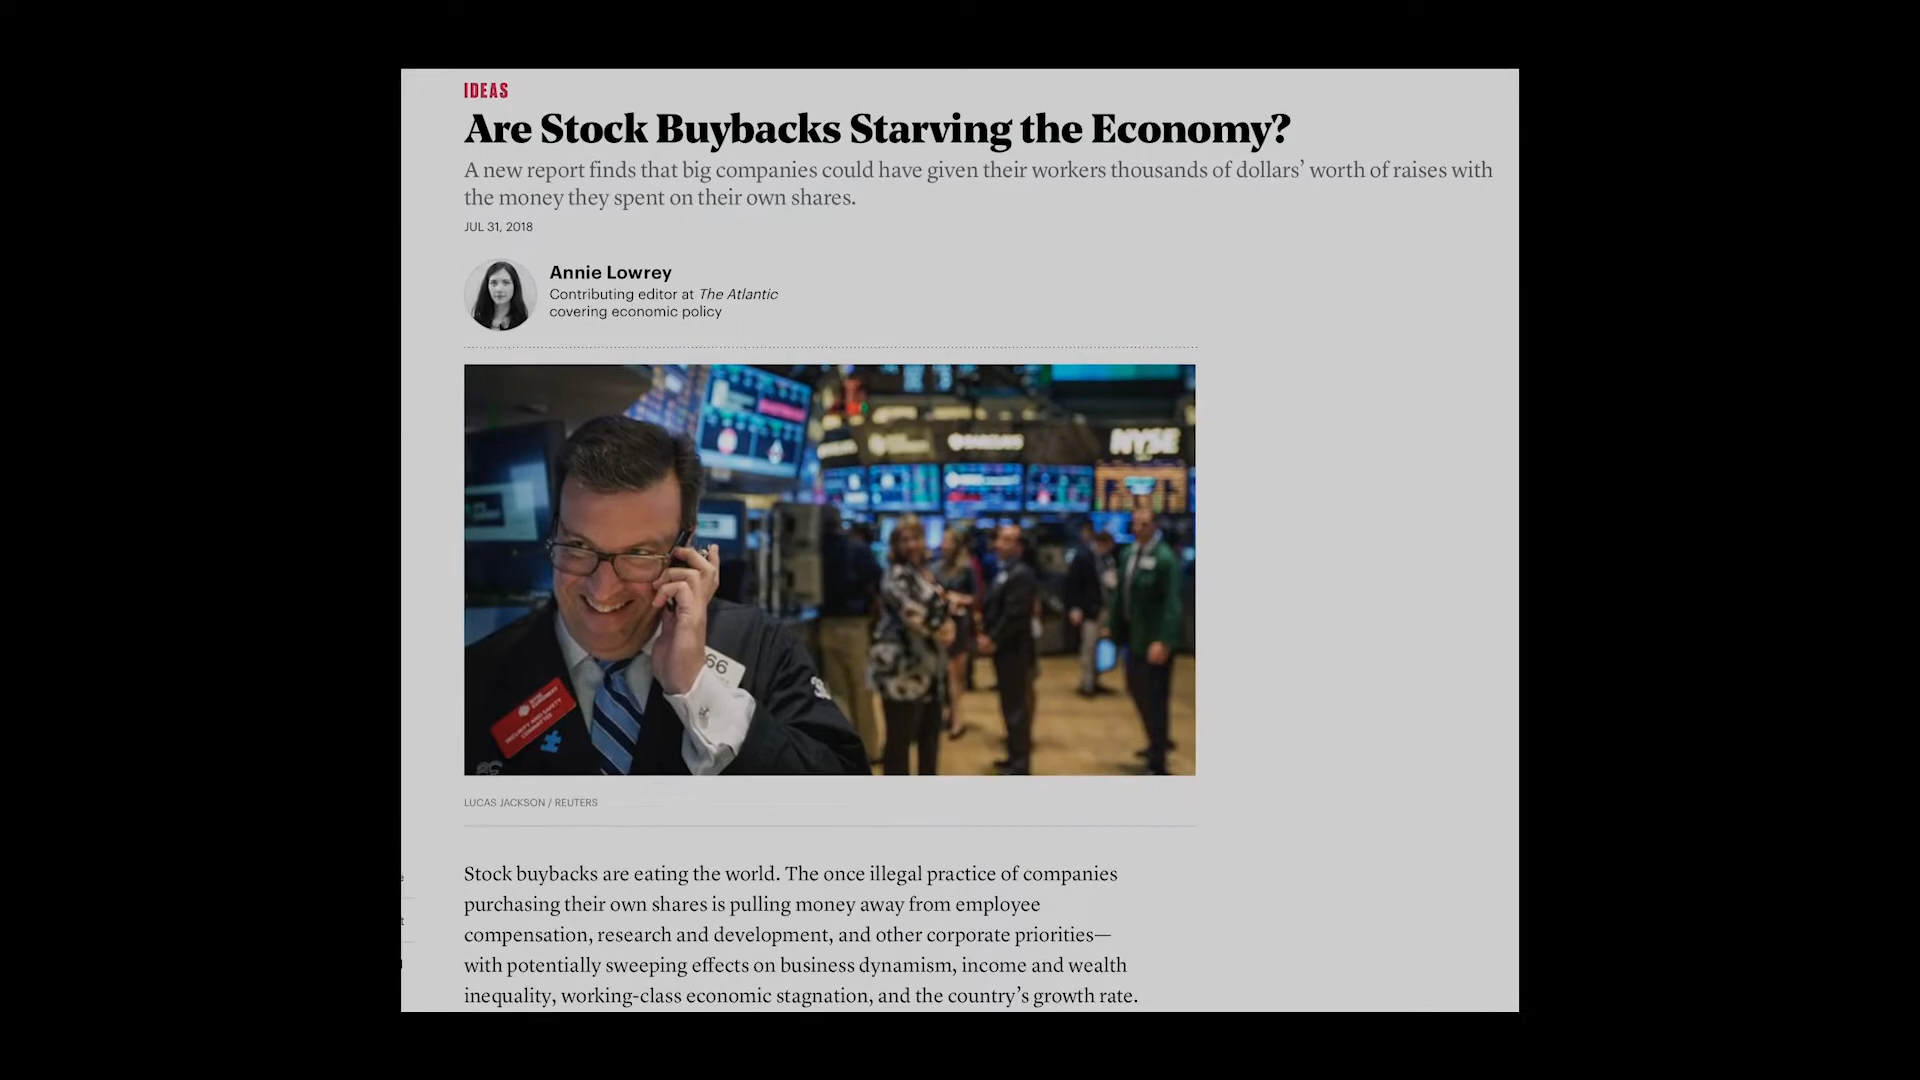 IDEAS
Are Stock Buybacks Starving the Economy?
A new report finds that big companies could have given their workers thousands of dollars’ worth of raises with
the money they spent on their own shares.
JUL 31, 2018
Annie Lowrey
Contributing editor at The Atlantic
covering economic policy
NYSE
66
SECURITY AND SAFETY
COMMITTEE
LUCAS JACKSON / REUTERS
Stock buybacks are eating the world. The once illegal practice of companies
purchasing their own shares is pulling money away from employee
compensation, research and development, and other corporate priorities—
with potentially sweeping effects on business dynamism, income and wealth
inequality, working-class economic stagnation, and the country’s growth rate.